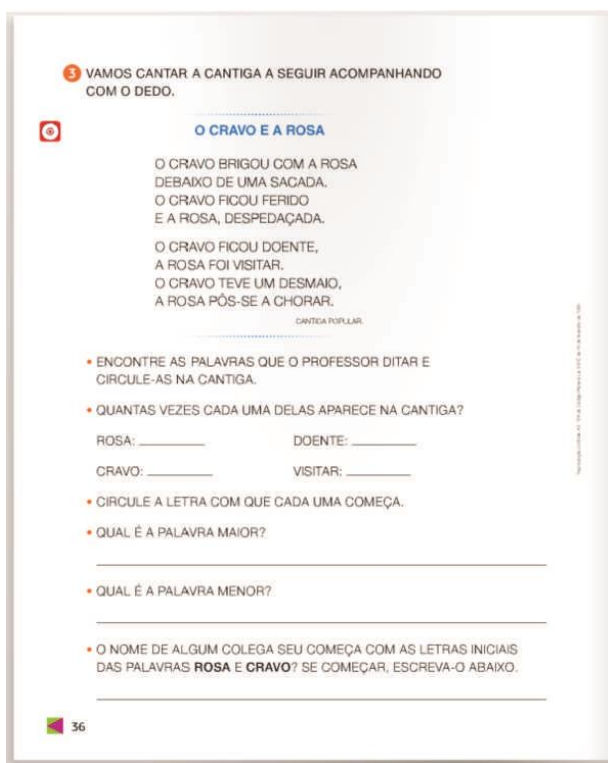 3 VAMOS CANTAR A CANTIGA A SEGUIR ACOMPANHANDO
COM O DEDO.
O CRAVO E A ROSA
O CRAVO BRIGOU COM A ROSA
DEBAIXO DE UMA SACADA.
O CRAVO FICOU FERIDO
E A ROSA, DESPEDAÇADA.
O CRAVO FICOU DOENTE,
A ROSA FOI VISITAR.
O CRAVO TEVE UM DESMAIO,
A ROSA PÔS-SE A CHORAR.
CANTIGA POPULAR.
• ENCONTRE AS PALAVRAS QUE O PROFESSOR DITAR E
CIRCULE-AS NA CANTIGA.
• QUANTAS VEZES CADA UMA DELAS APARECE NA CANTIGA?
ROSA: __________ DOENTE: __________
CRAVO: __________ VISITAR: __________
• CIRCULE A LETRA COM QUE CADA UMA COMEÇA.
• QUAL É A PALAVRA MAIOR?
• QUAL É A PALAVRA MENOR?
• O NOME DE ALGUM COLEGA SEU COMEÇA COM AS LETRAS INICIAIS
DAS PALAVRAS ROSA E CRAVO? SE COMEÇAR, ESCREVA-O ABAIXO.
36